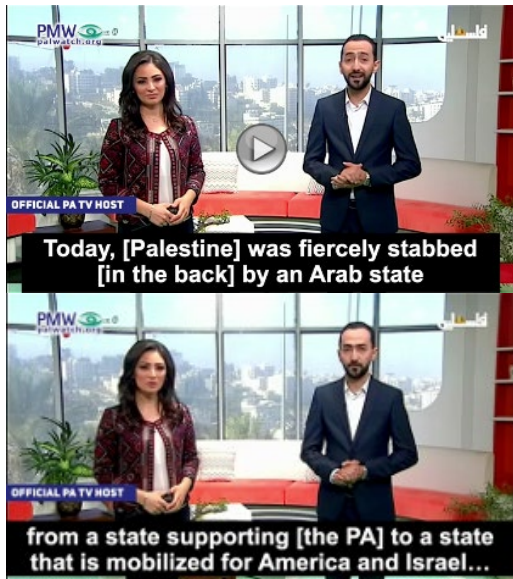 PMW
palwatch.org
فلسطين
OFFICIAL PA TV HOST
Today, [Palestine] was fiercely stabbed
[in the back] by an Arab state
PMW
palwatch.org
فلسطين
OFFICIAL PA TV HOST
from a state supporting [the PA] to a state
that is mobilized for America and Israel...